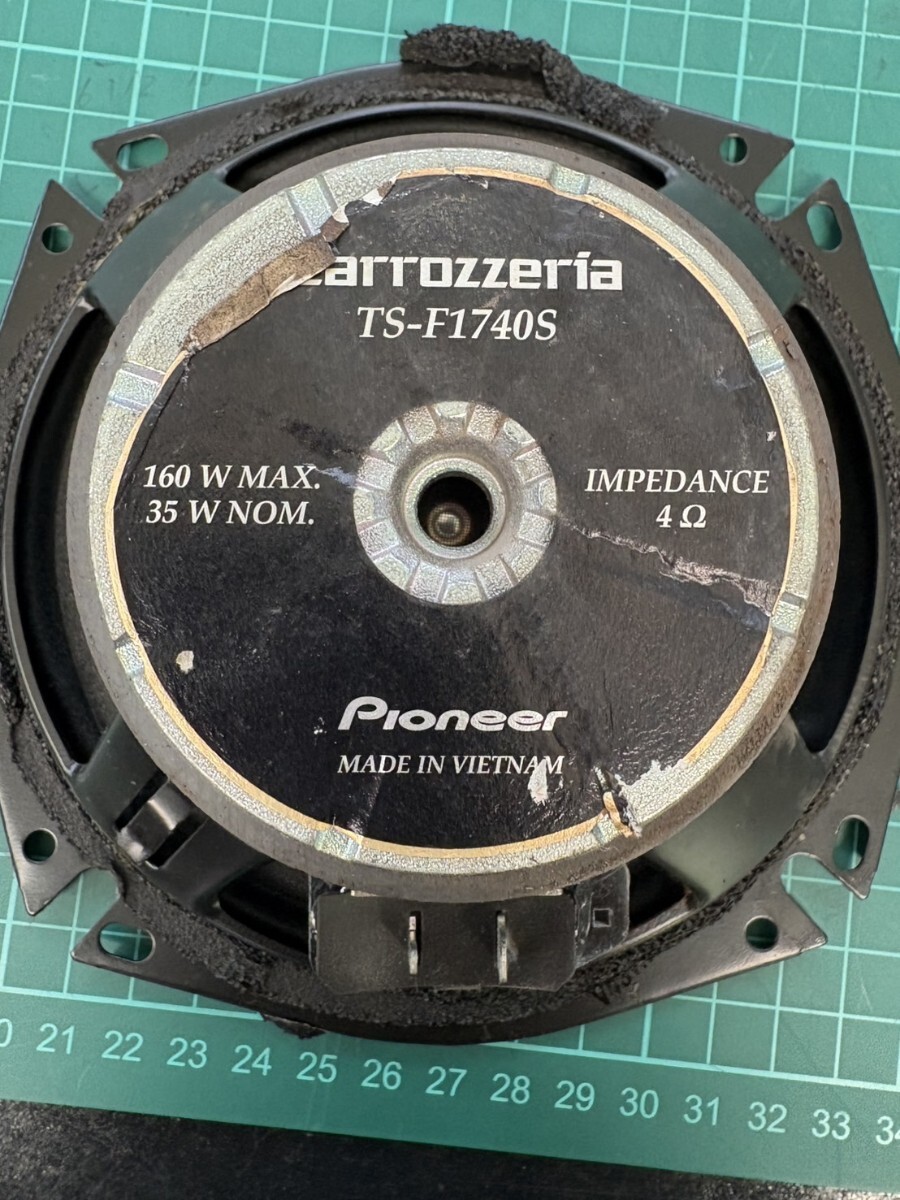 carrozzeria
TS-F1740S
160 W MAX.
35 W NOM.
IMPEDANCE
4 Ω
Pioneer
MADE IN VIETNAM
21 22 23 24 25 26 27 28 29 30 31 32 33